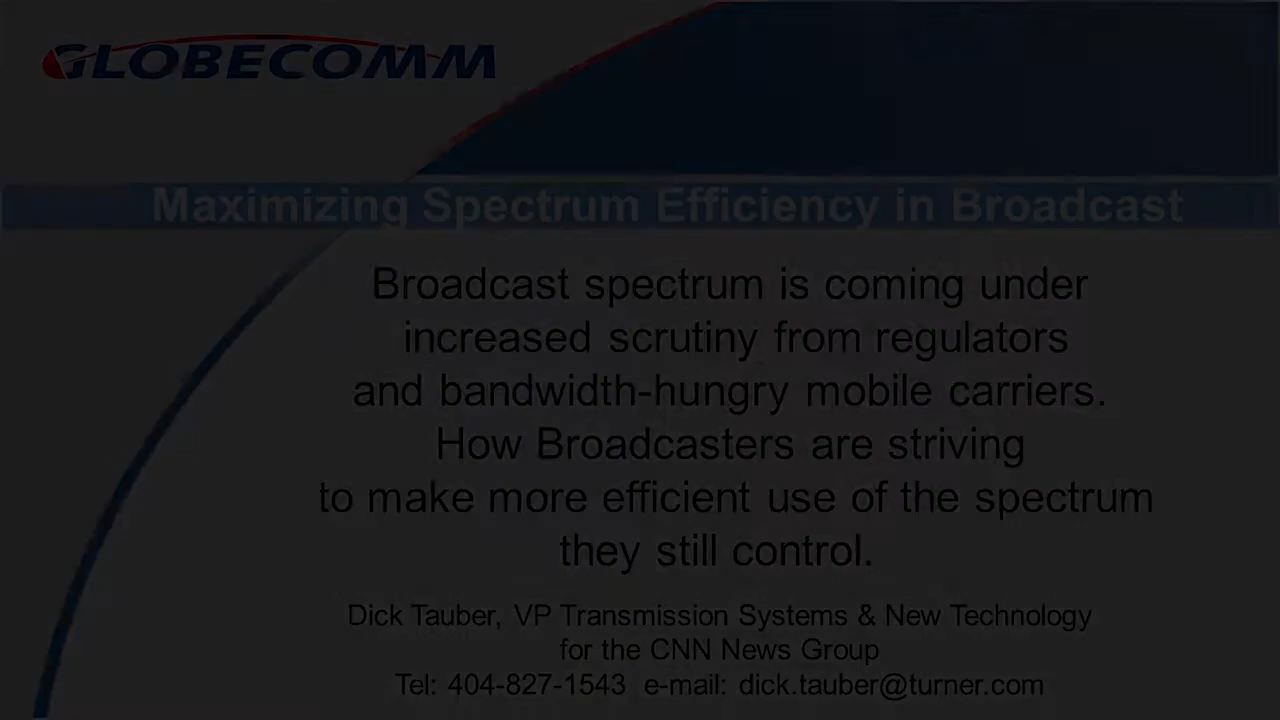 GLOBECOMM
Maximizing Spectrum Efficiency in Broadcast
Broadcast spectrum is coming under
increased scrutiny from regulators
and bandwidth-hungry mobile carriers.
How Broadcasters are striving
to make more efficient use of the spectrum
they still control.
Dick Tauber, VP Transmission Systems & New Technology
for the CNN News Group
Tel: 404-827-1543 e-mail: dick.tauber@turner.com